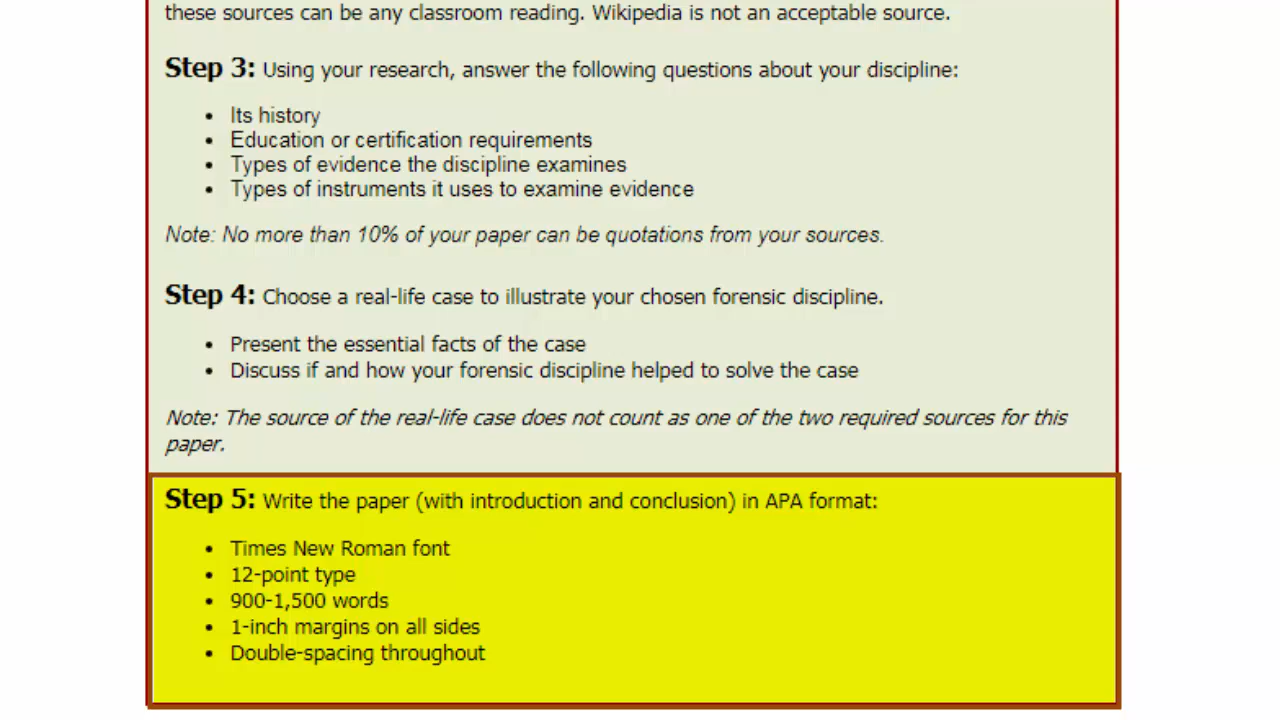 these sources can be any classroom reading. Wikipedia is not an acceptable source.
Step 3: Using your research, answer the following questions about your discipline:
• Its history
• Education or certification requirements
• Types of evidence the discipline examines
• Types of instruments it uses to examine evidence
Note: No more than 10% of your paper can be quotations from your sources.
Step 4: Choose a real-life case to illustrate your chosen forensic discipline.
• Present the essential facts of the case
• Discuss if and how your forensic discipline helped to solve the case
Note: The source of the real-life case does not count as one of the two required sources for this
paper.
Step 5: Write the paper (with introduction and conclusion) in APA format:
• Times New Roman font
• 12-point type
• 900-1,500 words
• 1-inch margins on all sides
• Double-spacing throughout